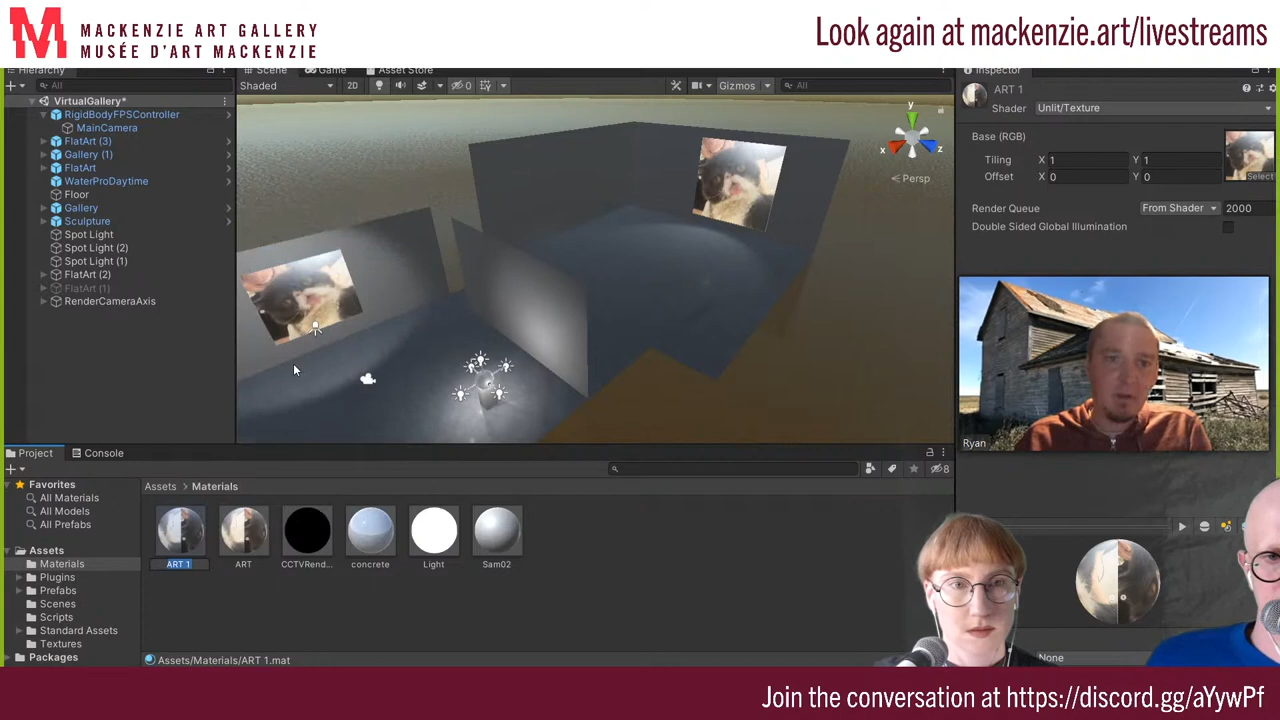 MACKENZIE ART GALLERY
MUSÉE D'ART MACKENZIE
Look again at mackenzie.art/livestreams
Hierarchy
Scene Game Asset Store
Inspector
All
Shaded 2D 0 Gizmos All
VirtualGallery*
RigidBodyFPSController
MainCamera
FlatArt (3)
Gallery (1)
FlatArt
WaterProDaytime
Floor
Gallery
Sculpture
Spot Light
Spot Light (2)
Spot Light (1)
FlatArt (2)
FlatArt (1)
RenderCameraAxis
y
x
z
Persp
ART 1
Shader Unlit/Texture
Base (RGB)
Tiling X 1 Y 1
Offset X 0 Y 0
Select
Render Queue From Shader 2000
Double Sided Global Illumination
Ryan
Project Console
8
Favorites
All Materials
All Models
All Prefabs
Assets
Materials
Plugins
Prefabs
Scenes
Scripts
Standard Assets
Textures
Packages
Assets > Materials
ART 1 ART CCTVRend... concrete Light Sam02
Assets/Materials/ART 1.mat
None
Join the conversation at https://discord.gg/aYywPf